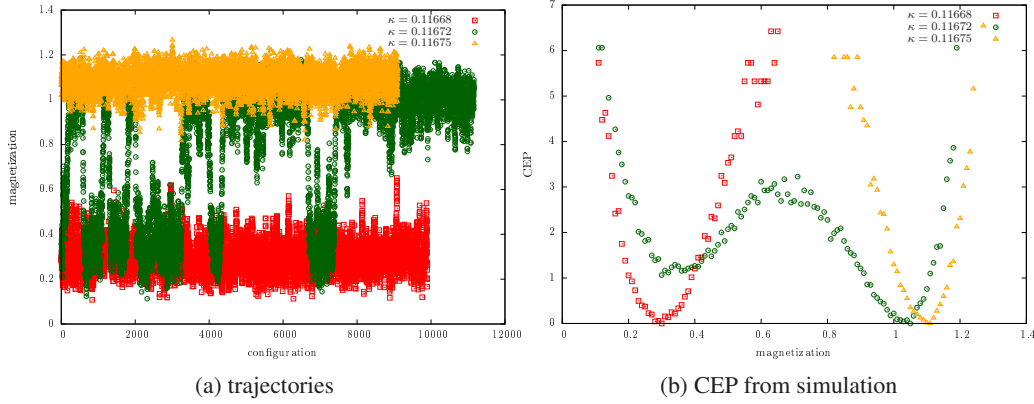 1.4
1.2
1
0.8
0.6
0.4
0.2
0
0
2000
4000
6000
8000
10000
12000
magnetization
configuration
κ = 0.11668
κ = 0.11672
κ = 0.11675
(a) trajectories
7
6
5
4
3
2
1
0
0.2
0.4
0.6
0.8
1
1.2
1.4
CEP
magnetization
κ = 0.11668
κ = 0.11672
κ = 0.11675
(b) CEP from simulation